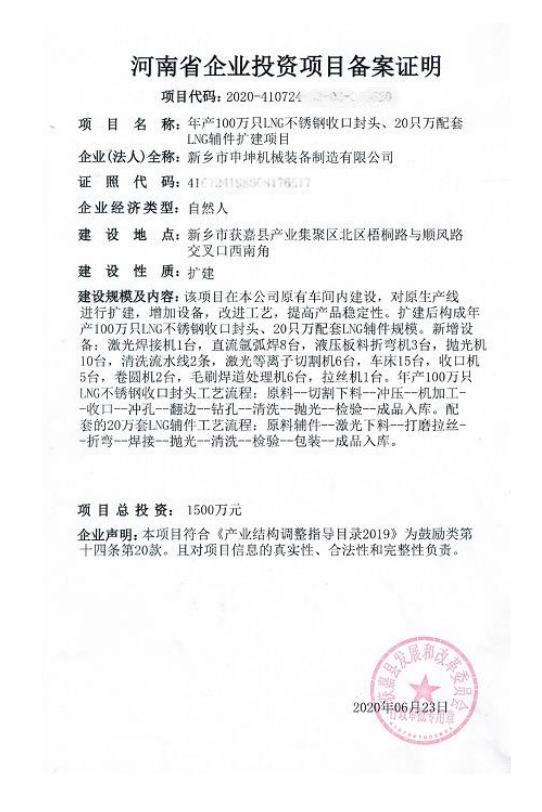 河南省企业投资项目备案证明
项目代码：2020-410724
项目名称：年产100万只LNG不锈钢收口封头、20只万配套
LNG辅件扩建项目
企业(法人)全称：新乡市申坤机械装备制造有限公司
证照代码：
企业经济类型：自然人
建设地点：新乡市获嘉县产业集聚区北区梧桐路与顺风路
交叉口西南角
建设性质：扩建
建设规模及内容：该项目在本公司原有车间内建设，对原生产线
进行扩建，增加设备，改进工艺，提高产品稳定性。扩建后构成年
产100万只LNG不锈钢收口封头、20只万配套LNG辅件规模。新增设
备：激光焊接机1台，直流氩弧焊8台，液压板料折弯机3台，抛光机
10台，清洗流水线2条，激光等离子切割机6台，车床15台，收口机
5台，卷圆机2台，毛刷焊道处理机6台，拉丝机1台。年产100万只
LNG不锈钢收口封头工艺流程：原料--切割下料--冲压--机加工-
-收口--冲孔--翻边--钻孔--清洗--抛光--检验--成品入库。配
套的20万套LNG辅件工艺流程：原料辅件--激光下料--打磨拉丝-
-折弯--焊接--抛光--清洗--检验--包装--成品入库。
项目总投资：1500万元
企业声明：本项目符合《产业结构调整指导目录2019》为鼓励类第
十四条第20款。且对项目信息的真实性、合法性和完整性负责。
获嘉县发展和改革委员会
2020年06月23日
行政审批专用章